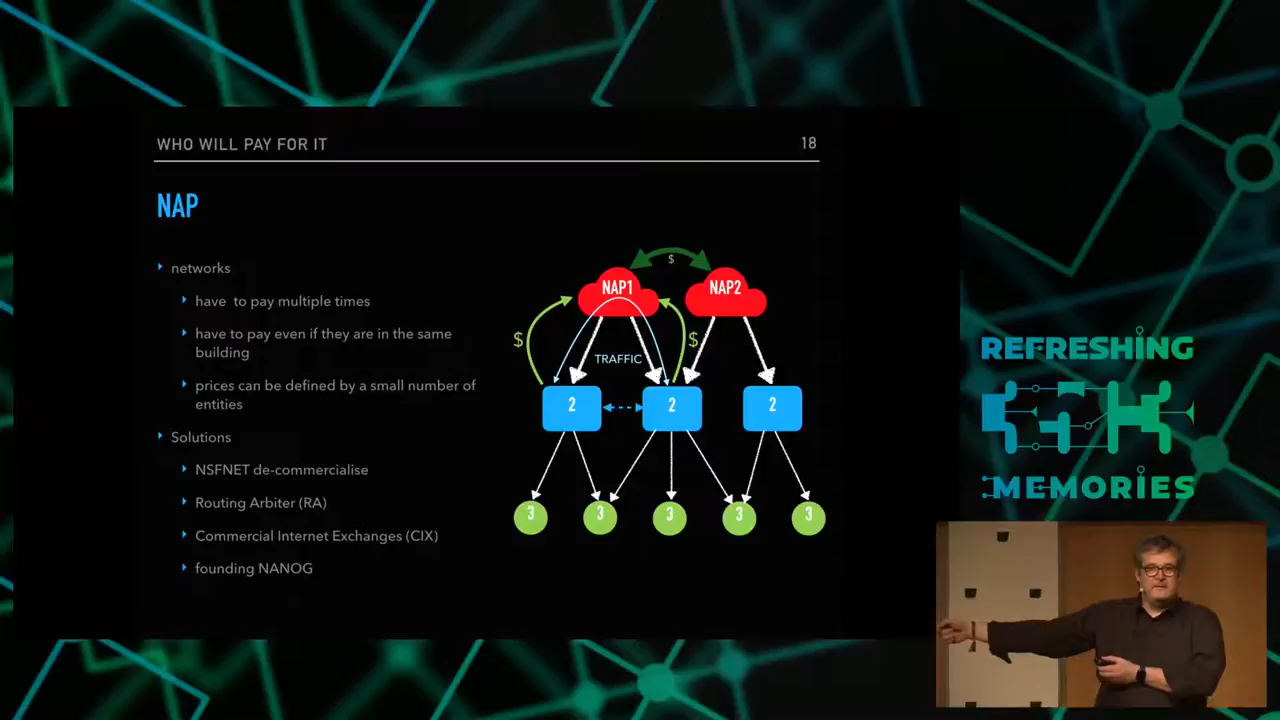 WHO WILL PAY FOR IT
18
NAP
networks
have to pay multiple times
have to pay even if they are in the same
building
prices can be defined by a small number of
entities
Solutions
NSFNET de-commercialise
Routing Arbiter (RA)
Commercial Internet Exchanges (CIX)
founding NANOG
$
NAP1
NAP2
$
$
TRAFFIC
2
2
2
3
3
3
3
3
REFRESHING
MEMORIES